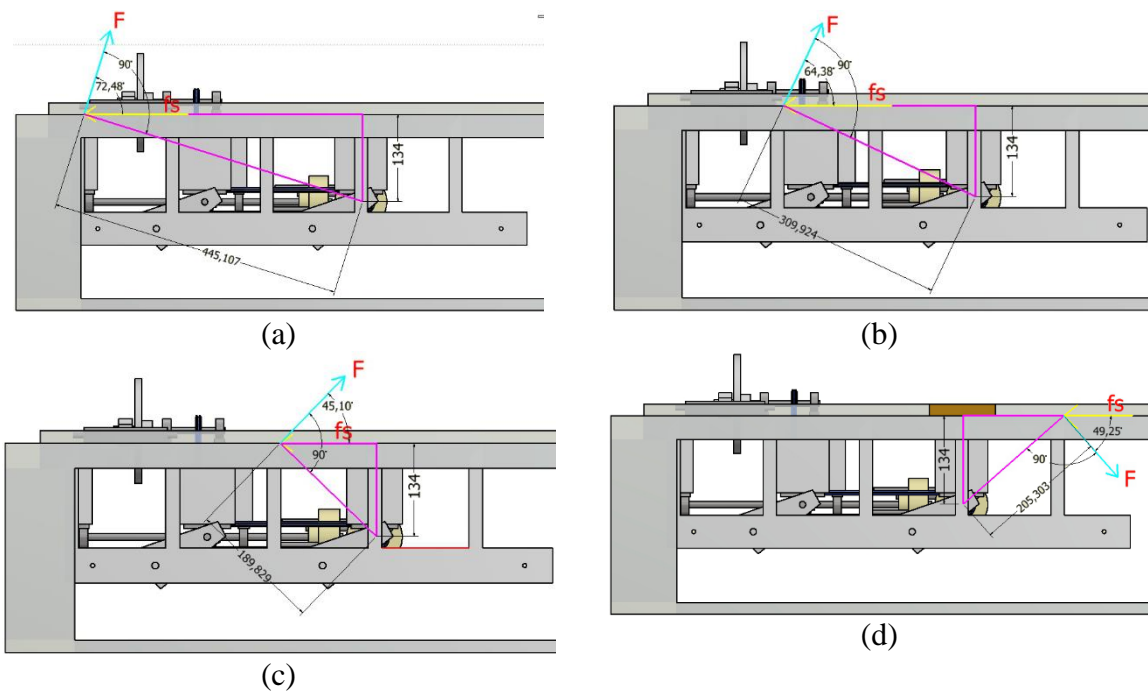 F
90°
72,48°
fs
134
445,107
(a)
F
90°
64,38°
fs
134
309,924
(b)
F
45,10°
fs
90°
134
189,829
(c)
fs
49,25°
134
90°
F
205,303
(d)